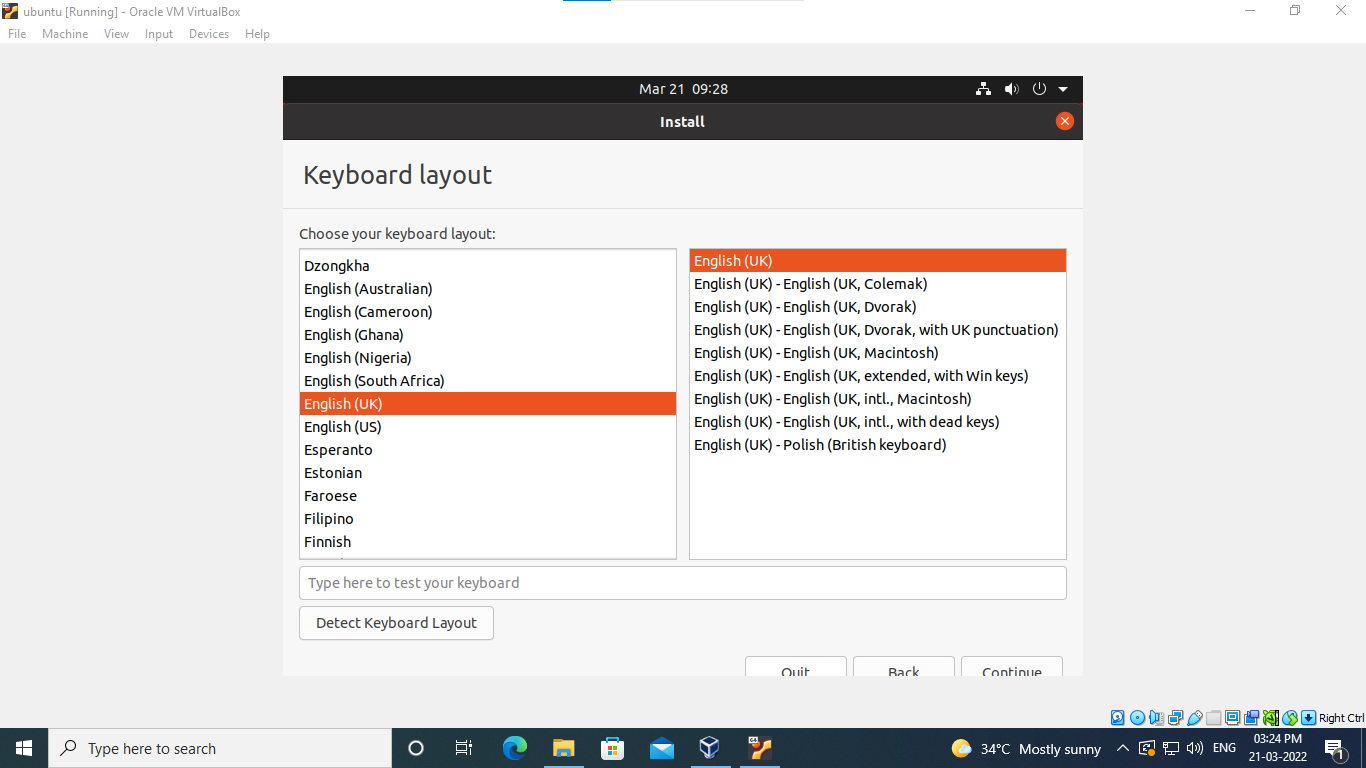 ubuntu [Running] - Oracle VM VirtualBox
File Machine View Input Devices Help
Mar 21 09:28
Install
Keyboard layout
Choose your keyboard layout:
Dzongkha
English (Australian)
English (Cameroon)
English (Ghana)
English (Nigeria)
English (South Africa)
English (UK)
English (US)
Esperanto
Estonian
Faroese
Filipino
Finnish
English (UK)
English (UK) - English (UK, Colemak)
English (UK) - English (UK, Dvorak)
English (UK) - English (UK, Dvorak, with UK punctuation)
English (UK) - English (UK, Macintosh)
English (UK) - English (UK, extended, with Win keys)
English (UK) - English (UK, intl., Macintosh)
English (UK) - English (UK, intl., with dead keys)
English (UK) - Polish (British keyboard)
Type here to test your keyboard
Detect Keyboard Layout
Quit Back Continue
Right Ctrl
Type here to search
34°C Mostly sunny
ENG
03:24 PM
21-03-2022
1